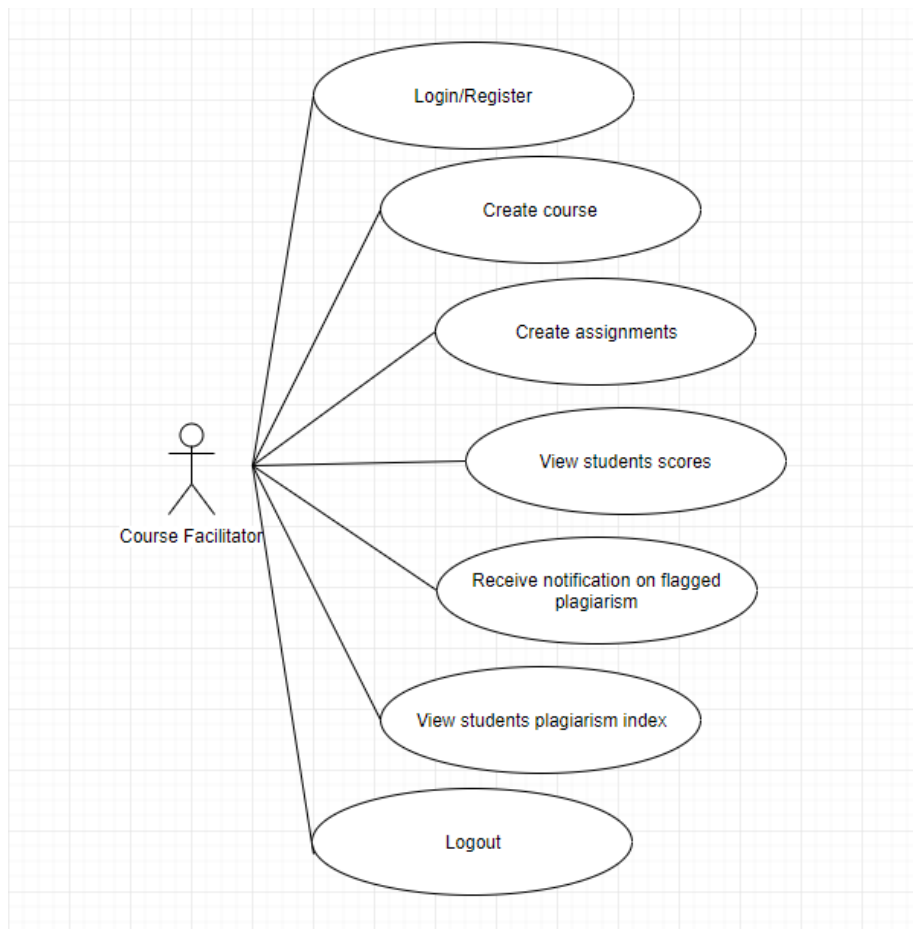 Login/Register
Create course
Create assignments
View students scores
Course Facilitator
Receive notification on flagged
plagiarism
View students plagiarism index
Logout